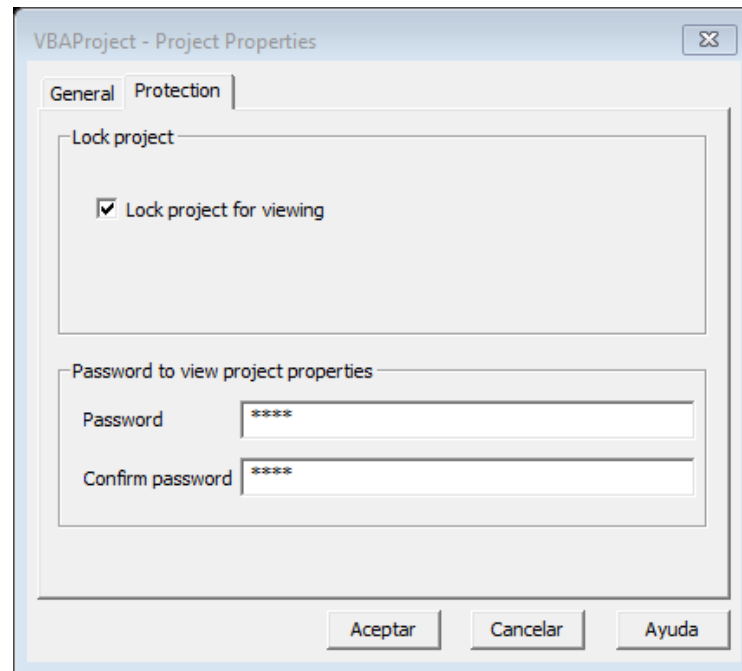 VBAProject - Project Properties
General Protection
Lock project
Lock project for viewing
Password to view project properties
Password ****
Confirm password ****
Aceptar Cancelar Ayuda